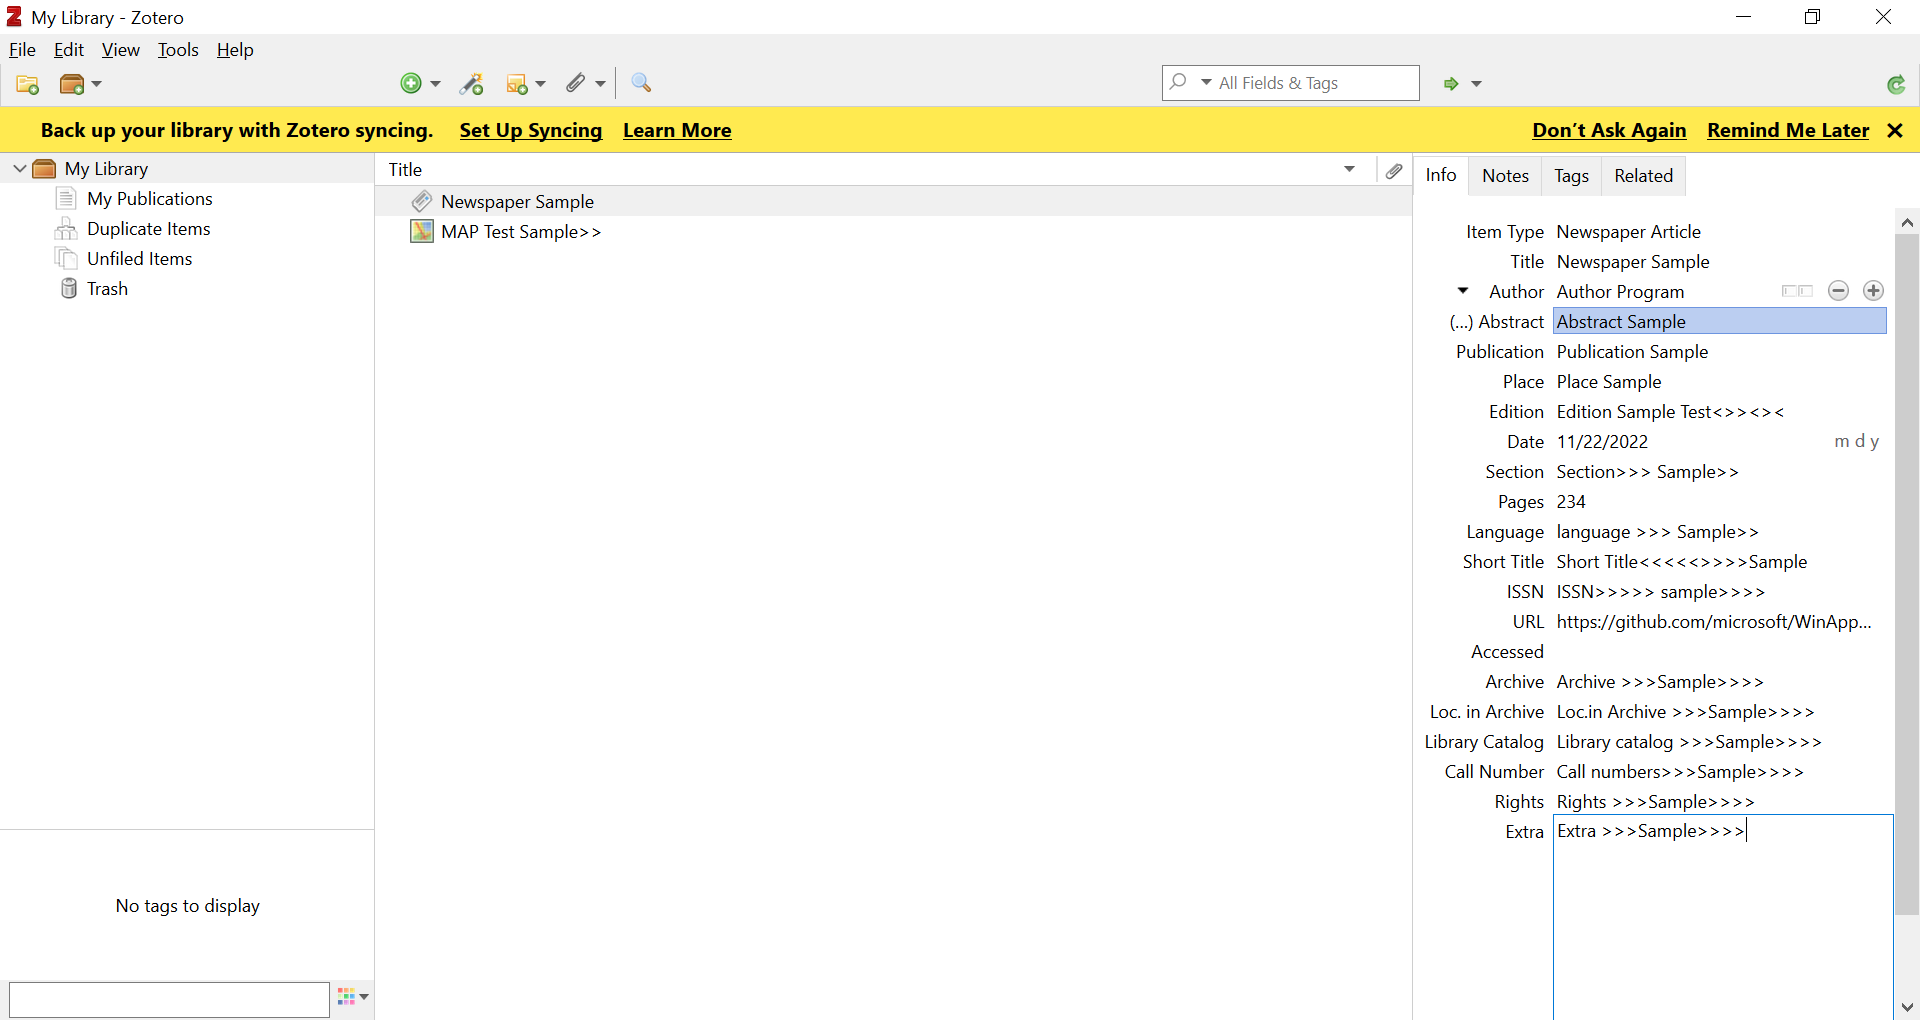 My Library - Zotero
File Edit View Tools Help
All Fields & Tags
Back up your library with Zotero syncing. Set Up Syncing Learn More Don't Ask Again Remind Me Later
My Library
My Publications
Duplicate Items
Unfiled Items
Trash
No tags to display
Title
Newspaper Sample
MAP Test Sample>>
Info Notes Tags Related
Item Type Newspaper Article
Title Newspaper Sample
Author Author Program
(...) Abstract Abstract Sample
Publication Publication Sample
Place Place Sample
Edition Edition Sample Test<>><><
Date 11/22/2022 m d y
Section Section>>> Sample>>
Pages 234
Language language >>> Sample>>
Short Title Short Title<<<<<>>>>Sample
ISSN ISSN>>>>> sample>>>>
URL https://github.com/microsoft/WinApp...
Accessed
Archive Archive >>>Sample>>>>
Loc. in Archive Loc.in Archive >>>Sample>>>>
Library Catalog Library catalog >>>Sample>>>>
Call Number Call numbers>>>Sample>>>>
Rights Rights >>>Sample>>>>
Extra Extra >>>Sample>>>>